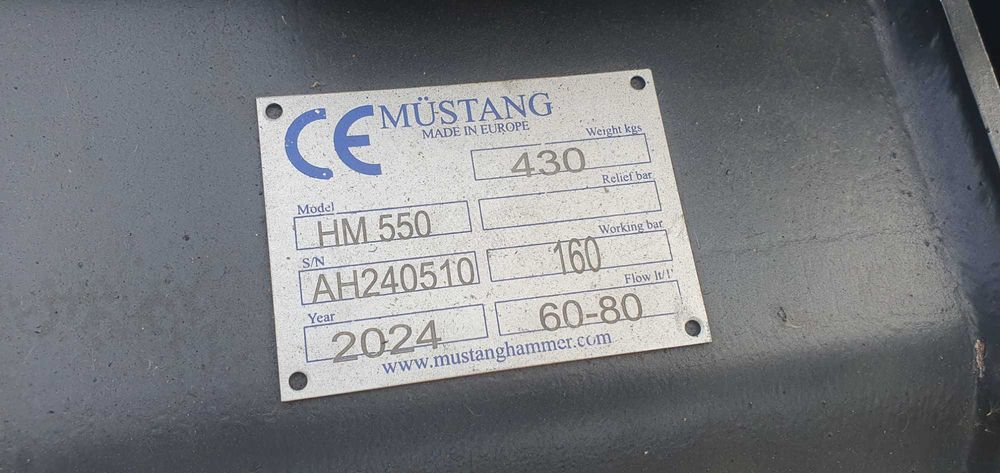 CE MÜSTANG
MADE IN EUROPE
Weight kgs
430
Relief bar
Model
HM 550
Working bar
160
S/N
AH240510
Flow lt/1'
60-80
Year
2024
www.mustanghammer.com